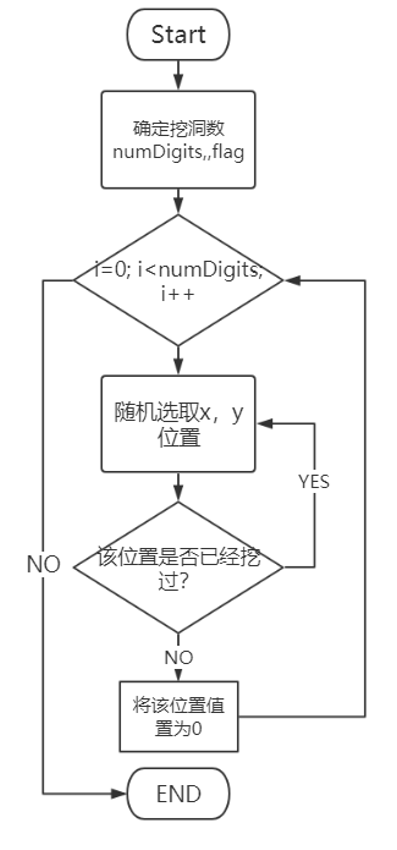 Start
确定挖洞数
numDigits,,flag
i=0; i<numDigits;
i++
随机选取x，y
位置
YES
该位置是否已经挖
过?
NO
NO
将该位置值
置为0
END